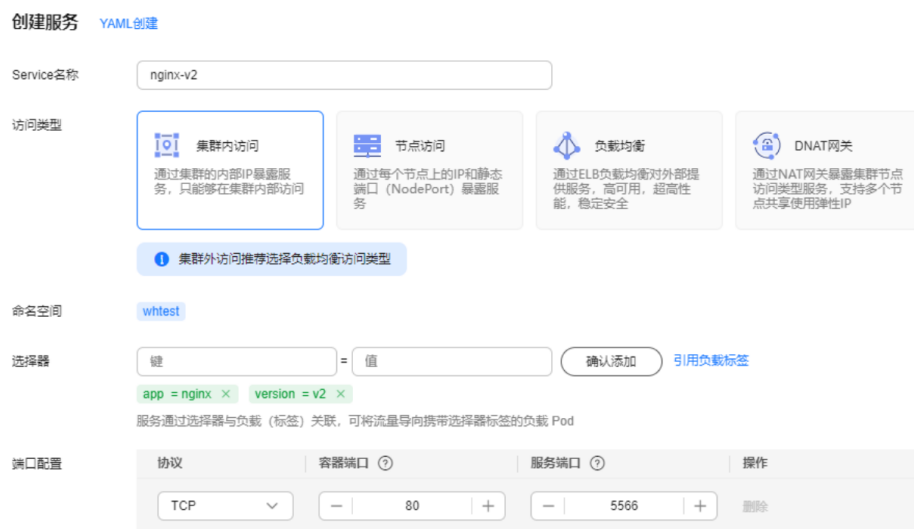 创建服务 YAML创建
Service名称 nginx-v2
访问类型
集群内访问
通过集群的内部IP暴露服
务，只能够在集群内部访问
节点访问
通过每个节点上的IP和静态
端口（NodePort）暴露服
务
负载均衡
通过ELB负载均衡对外部提
供服务，高可用，超高性
能，稳定安全
DNAT网关
通过NAT网关暴露集群节点
访问类型服务，支持多个节
点共享使用弹性IP
集群外访问推荐选择负载均衡访问类型
命名空间 whtest
选择器 键 = 值 确认添加 引用负载标签
app = nginx × version = v2 ×
服务通过选择器与负载（标签）关联，可将流量导向携带选择器标签的负载 Pod
端口配置 协议 容器端口 ? 服务端口 ? 操作
TCP − 80 + − 5566 + 删除